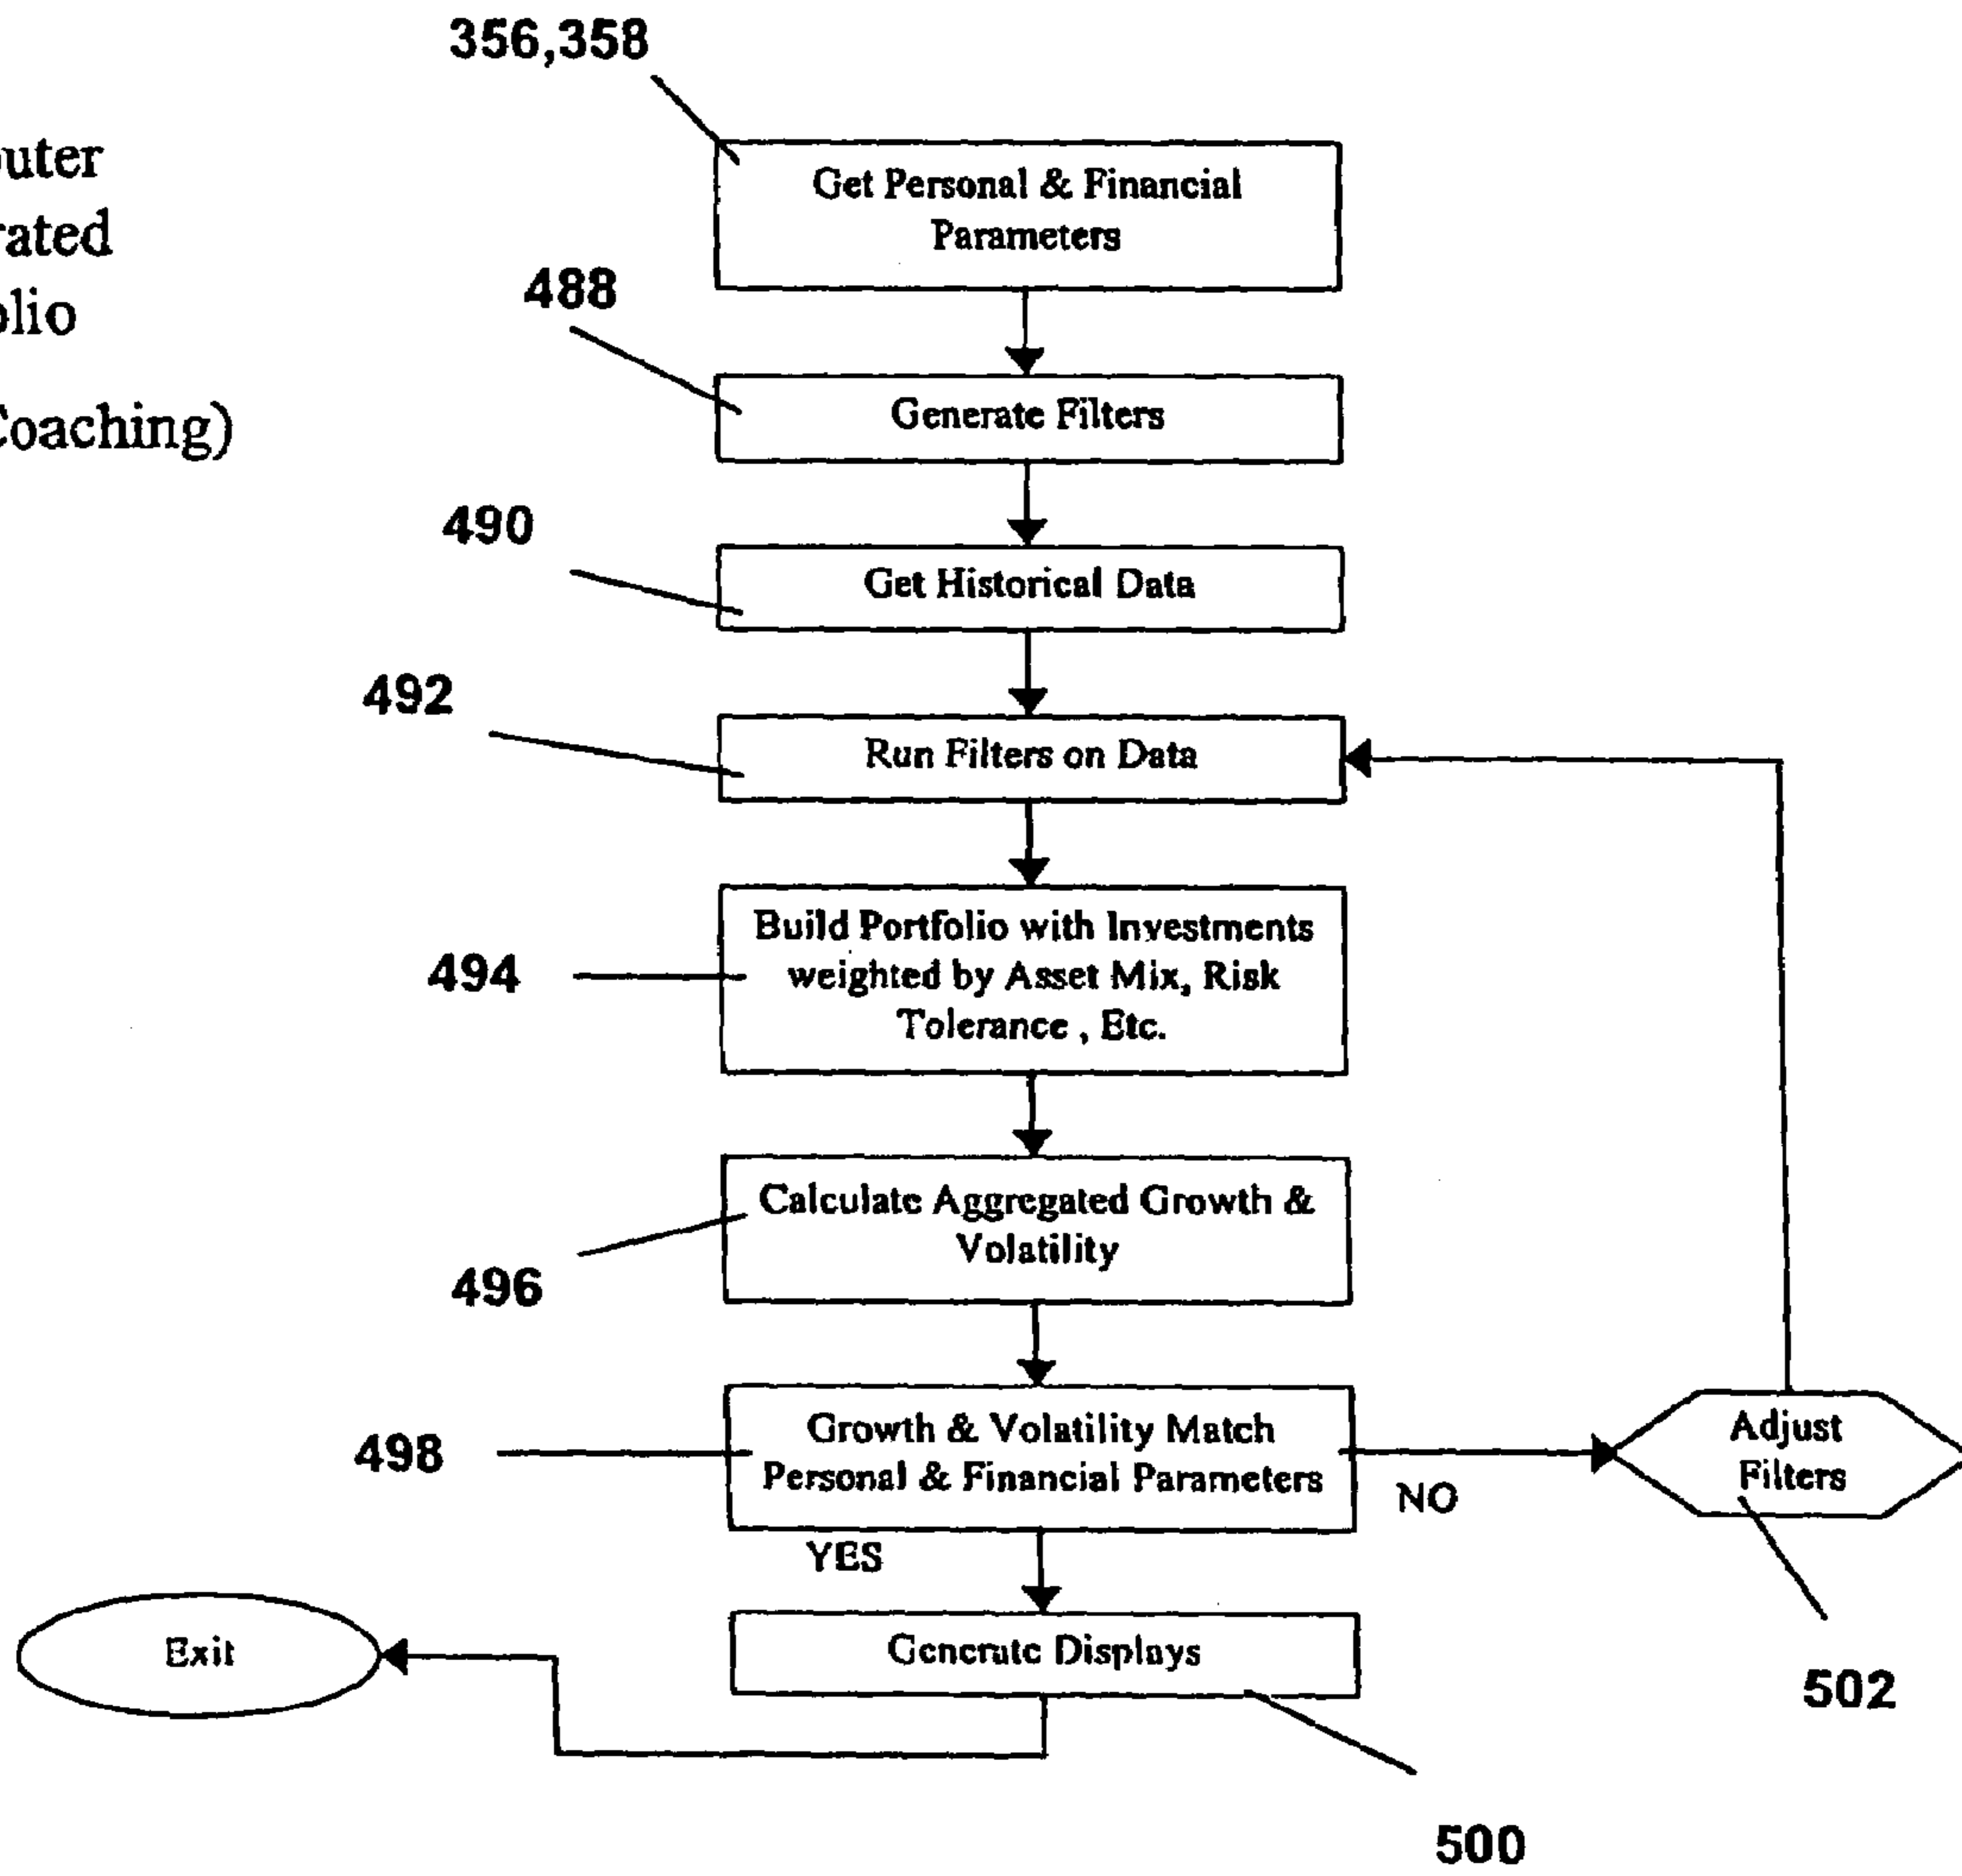 356,358
uter
rated
olio
Coaching)
Get Personal & Financial
Parameters
488
Generate Filters
490
Get Historical Data
492
Run Filters on Data
494
Build Portfolio with Investments
weighted by Asset Mix, Risk
Tolerance , Etc.
496
Calculate Aggregated Growth &
Volatility
498
Growth & Volatility Match
Personal & Financial Parameters
NO
Adjust
Filters
YES
502
Exit
Generate Displays
500